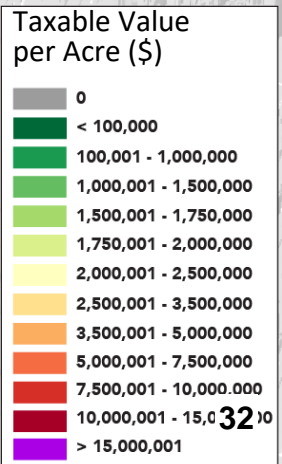 Taxable Value
per Acre ($)
0
< 100,000
100,001 - 1,000,000
1,000,001 - 1,500,000
1,500,001 - 1,750,000
1,750,001 - 2,000,000
2,000,001 - 2,500,000
2,500,001 - 3,500,000
3,500,001 - 5,000,000
5,000,001 - 7,500,000
7,500,001 - 10,000,000
10,000,001 - 15,0
32
> 15,000,001